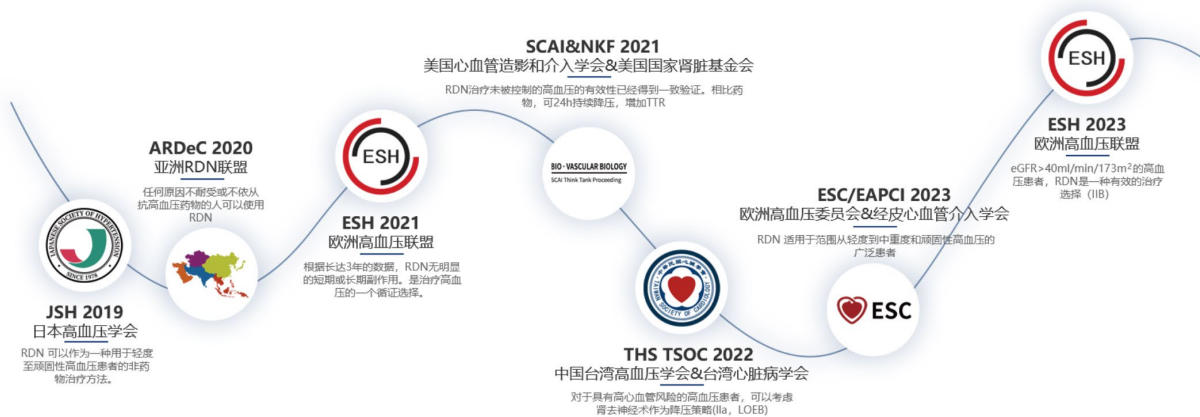 JAPANESE SOCIETY OF HYPERTENSION
SINCE 1978
JSH 2019
日本高血压学会
RDN 可以作为一种用于轻度
至顽固性高血压患者的非药
物治疗方法。
ARDeC 2020
亚洲RDN联盟
任何原因不耐受或不依从
抗高血压药物的人可以使用
RDN
ESH
ESH 2021
欧洲高血压联盟
根据长达3年的数据，RDN无明显
的短期或长期副作用。是治疗高血
压的一个循证选择。
SCAI&NKF 2021
美国心血管造影和介入学会&美国国家肾脏基金会
RDN治疗未被控制的高血压的有效性已经得到一致验证。相比药
物，可24h持续降压，增加TTR
BIO - VASCULAR BIOLOGY
SCAI Think Tank Proceeding
TAIWAN SOCIETY OF CARDIOLOGY
THS TSOC 2022
中国台湾高血压学会&台湾心脏病学会
对于具有高心血管风险的高血压患者，可以考虑
肾去神经术作为降压策略(IIa，LOEB)
ESC/EAPCI 2023
欧洲高血压委员会&经皮心血管介入学会
RDN 适用于范围从轻度到中重度和顽固性高血压的
广泛患者
ESC
ESH
ESH 2023
欧洲高血压联盟
eGFR>40ml/min/173m²的高血
压患者，RDN是一种有效的治疗
选择（IIB）